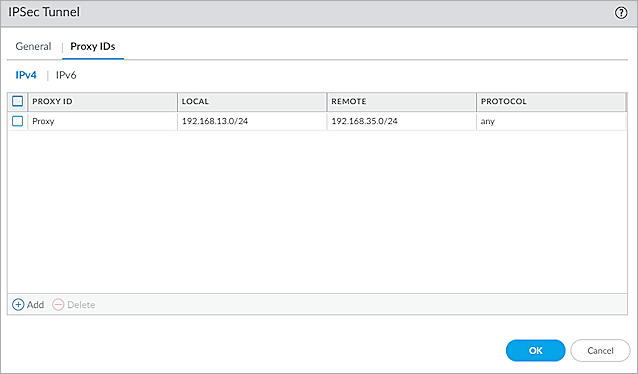 IPSec Tunnel
General | Proxy IDs
IPv4 | IPv6
PROXY ID LOCAL REMOTE PROTOCOL
Proxy 192.168.13.0/24 192.168.35.0/24 any
Add Delete
OK Cancel